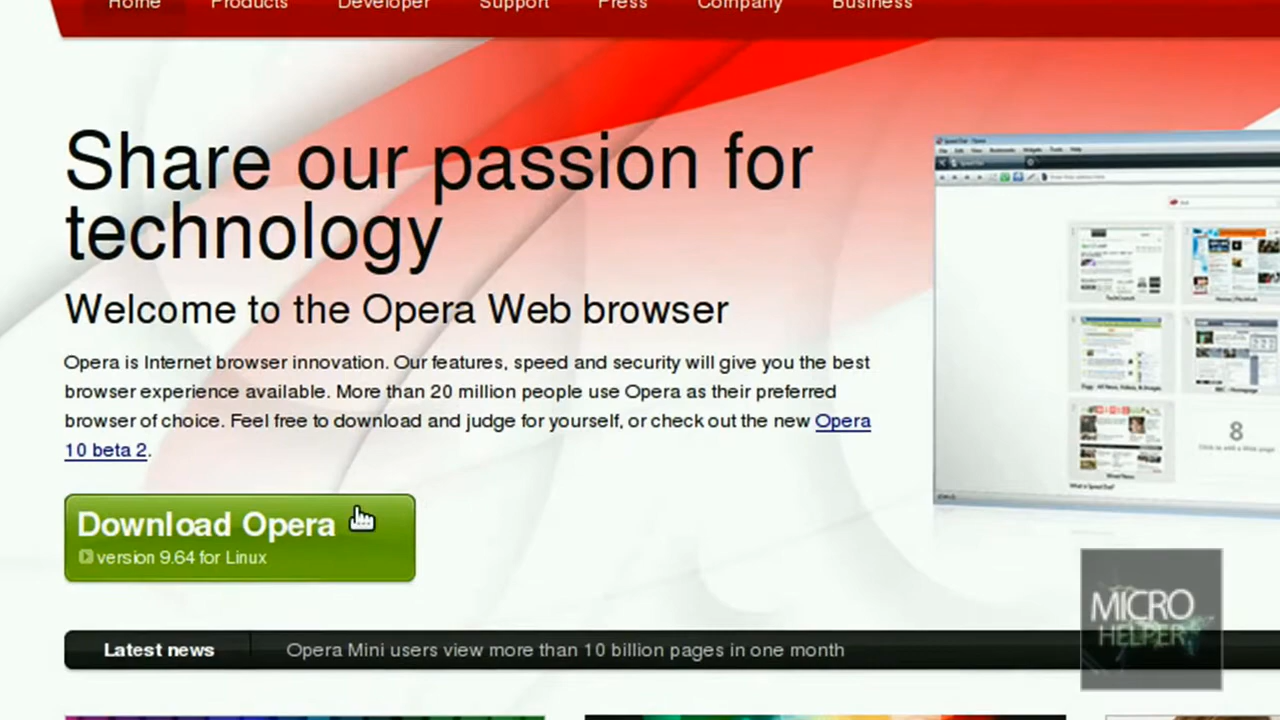 Home Products Developer Support Press Company Business
Share our passion for
technology
Welcome to the Opera Web browser
Opera is Internet browser innovation. Our features, speed and security will give you the best
browser experience available. More than 20 million people use Opera as their preferred
browser of choice. Feel free to download and judge for yourself, or check out the new Opera
10 beta 2.
Download Opera
version 9.64 for Linux
8
Latest news Opera Mini users view more than 10 billion pages in one month
MICRO
HELPER